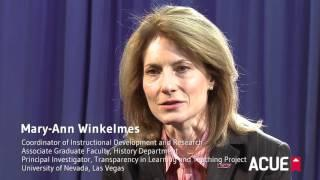 Mary-Ann Winkelmes
Coordinator of Instructional Development and Research
Associate Graduate Faculty, History Department
Principal Investigator, Transparency in Learning and Teaching Project
University of Nevada, Las Vegas
ACUE